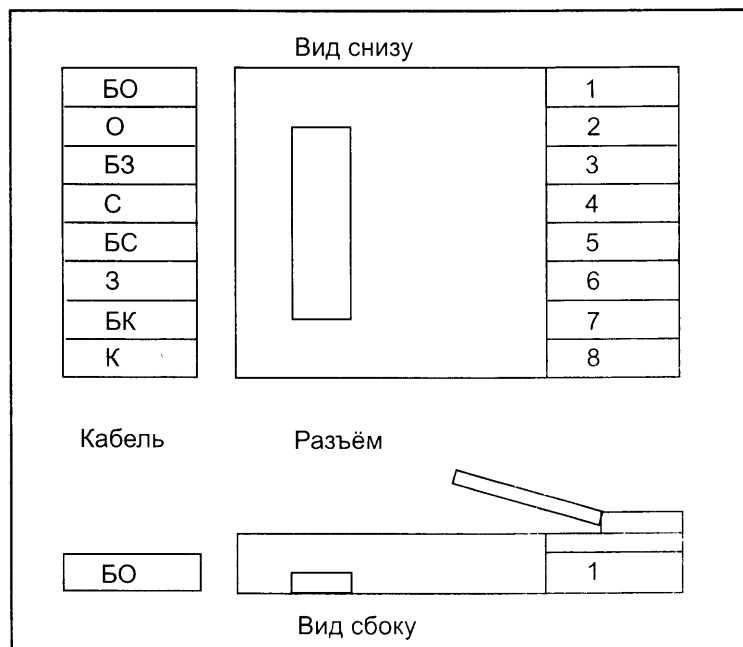 Вид снизу
БО 1
О 2
БЗ 3
С 4
БС 5
З 6
БК 7
К 8
Кабель Разъём
БО 1
Вид сбоку